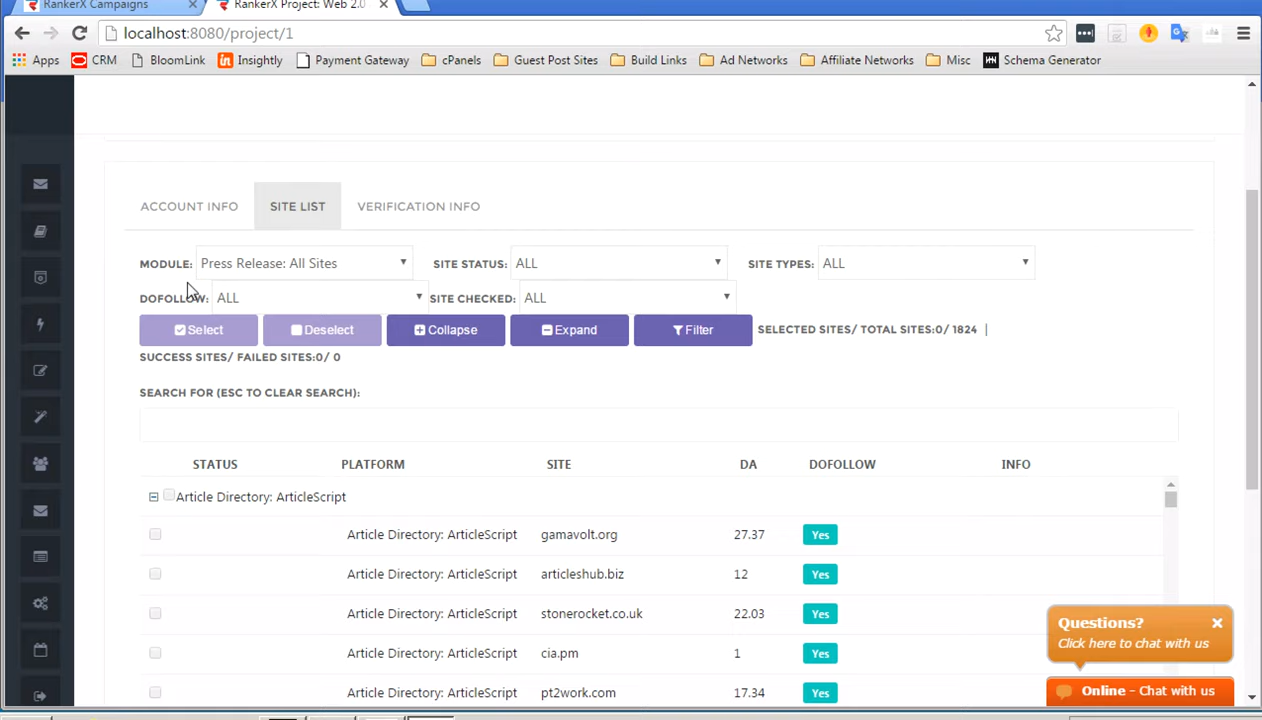 RankerX Campaigns
RankerX Project: Web 2.0
localhost:8080/project/1
Apps CRM BloomLink Insightly Payment Gateway cPanels Guest Post Sites Build Links Ad Networks Affiliate Networks Misc Schema Generator
ACCOUNT INFO SITE LIST VERIFICATION INFO
MODULE: Press Release: All Sites SITE STATUS: ALL SITE TYPES: ALL
DOFOLLOW: ALL SITE CHECKED: ALL
Select Deselect Collapse Expand Filter SELECTED SITES/ TOTAL SITES:0/ 1824 |
SUCCESS SITES/ FAILED SITES:0/ 0
SEARCH FOR (ESC TO CLEAR SEARCH):
STATUS PLATFORM SITE DA DOFOLLOW INFO
Article Directory: ArticleScript
Article Directory: ArticleScript gamavolt.org 27.37 Yes
Article Directory: ArticleScript articleshub.biz 12 Yes
Article Directory: ArticleScript stonerocket.co.uk 22.03 Yes
Article Directory: ArticleScript cia.pm 1 Yes
Article Directory: ArticleScript pt2work.com 17.34 Yes
Questions?
Click here to chat with us
Online - Chat with us